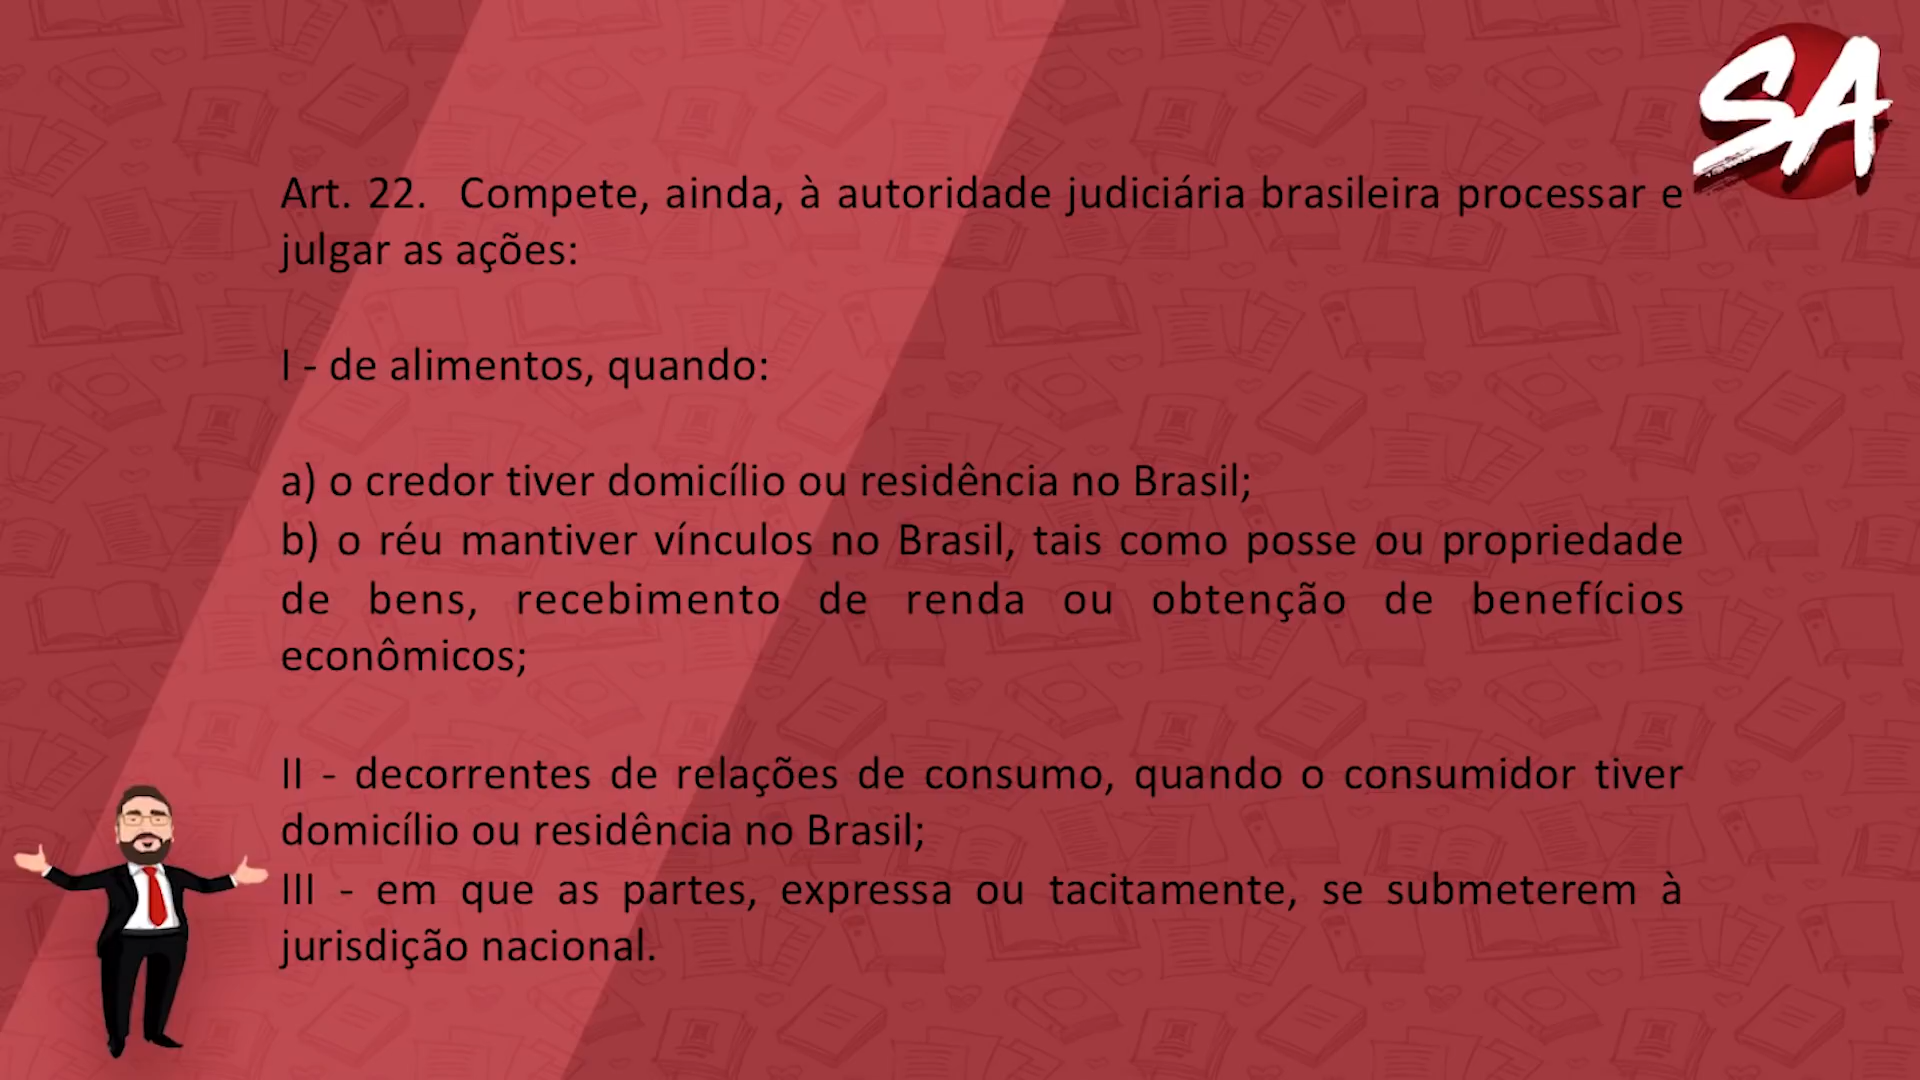 SA
Art. 22. Compete, ainda, à autoridade judiciária brasileira processar e
julgar as ações:
I - de alimentos, quando:
a) o credor tiver domicílio ou residência no Brasil;
b) o réu mantiver vínculos no Brasil, tais como posse ou propriedade
de bens, recebimento de renda ou obtenção de benefícios
econômicos;
II - decorrentes de relações de consumo, quando o consumidor tiver
domicílio ou residência no Brasil;
III - em que as partes, expressa ou tacitamente, se submeterem à
jurisdição nacional.